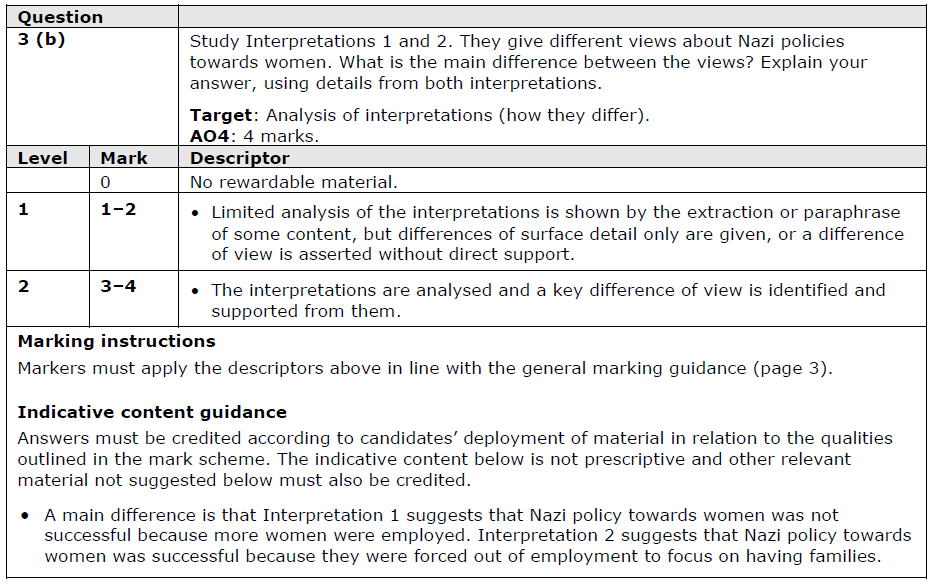 Question
3 (b)
Study Interpretations 1 and 2. They give different views about Nazi policies
towards women. What is the main difference between the views? Explain your
answer, using details from both interpretations.
Target: Analysis of interpretations (how they differ).
AO4: 4 marks.
Level Mark Descriptor
0 No rewardable material.
1 1–2 • Limited analysis of the interpretations is shown by the extraction or paraphrase
of some content, but differences of surface detail only are given, or a difference
of view is asserted without direct support.
2 3–4 • The interpretations are analysed and a key difference of view is identified and
supported from them.
Marking instructions
Markers must apply the descriptors above in line with the general marking guidance (page 3).
Indicative content guidance
Answers must be credited according to candidates’ deployment of material in relation to the qualities
outlined in the mark scheme. The indicative content below is not prescriptive and other relevant
material not suggested below must also be credited.
• A main difference is that Interpretation 1 suggests that Nazi policy towards women was not
successful because more women were employed. Interpretation 2 suggests that Nazi policy towards
women was successful because they were forced out of employment to focus on having families.